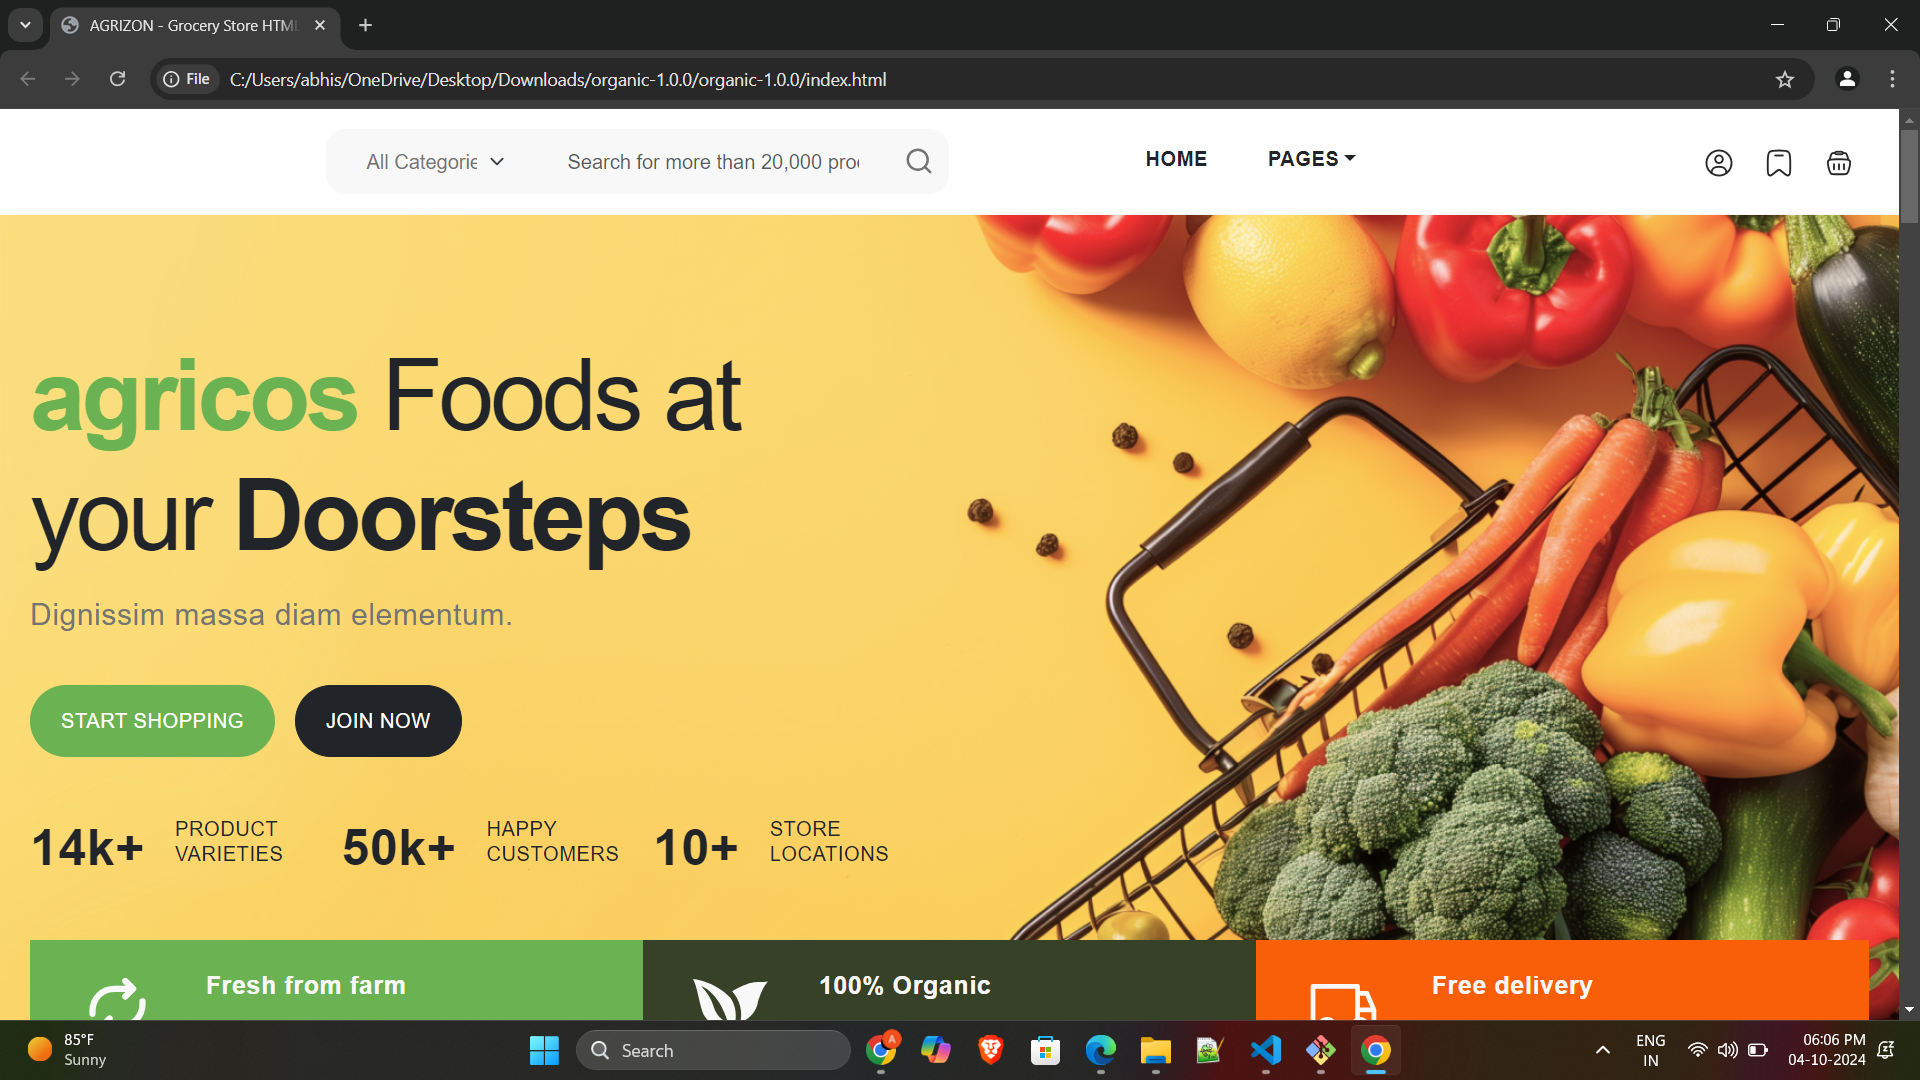 AGRIZON - Grocery Store HTML
File
C:/Users/abhis/OneDrive/Desktop/Downloads/organic-1.0.0/organic-1.0.0/index.html
All Categorie
Search for more than 20,000 pro
HOME
PAGES
agricos Foods at
your Doorsteps
Dignissim massa diam elementum.
START SHOPPING
JOIN NOW
14k+
PRODUCT
VARIETIES
50k+
HAPPY
CUSTOMERS
10+
STORE
LOCATIONS
Fresh from farm
100% Organic
Free delivery
85°F
Sunny
Search
A
ENG
IN
06:06 PM
04-10-2024